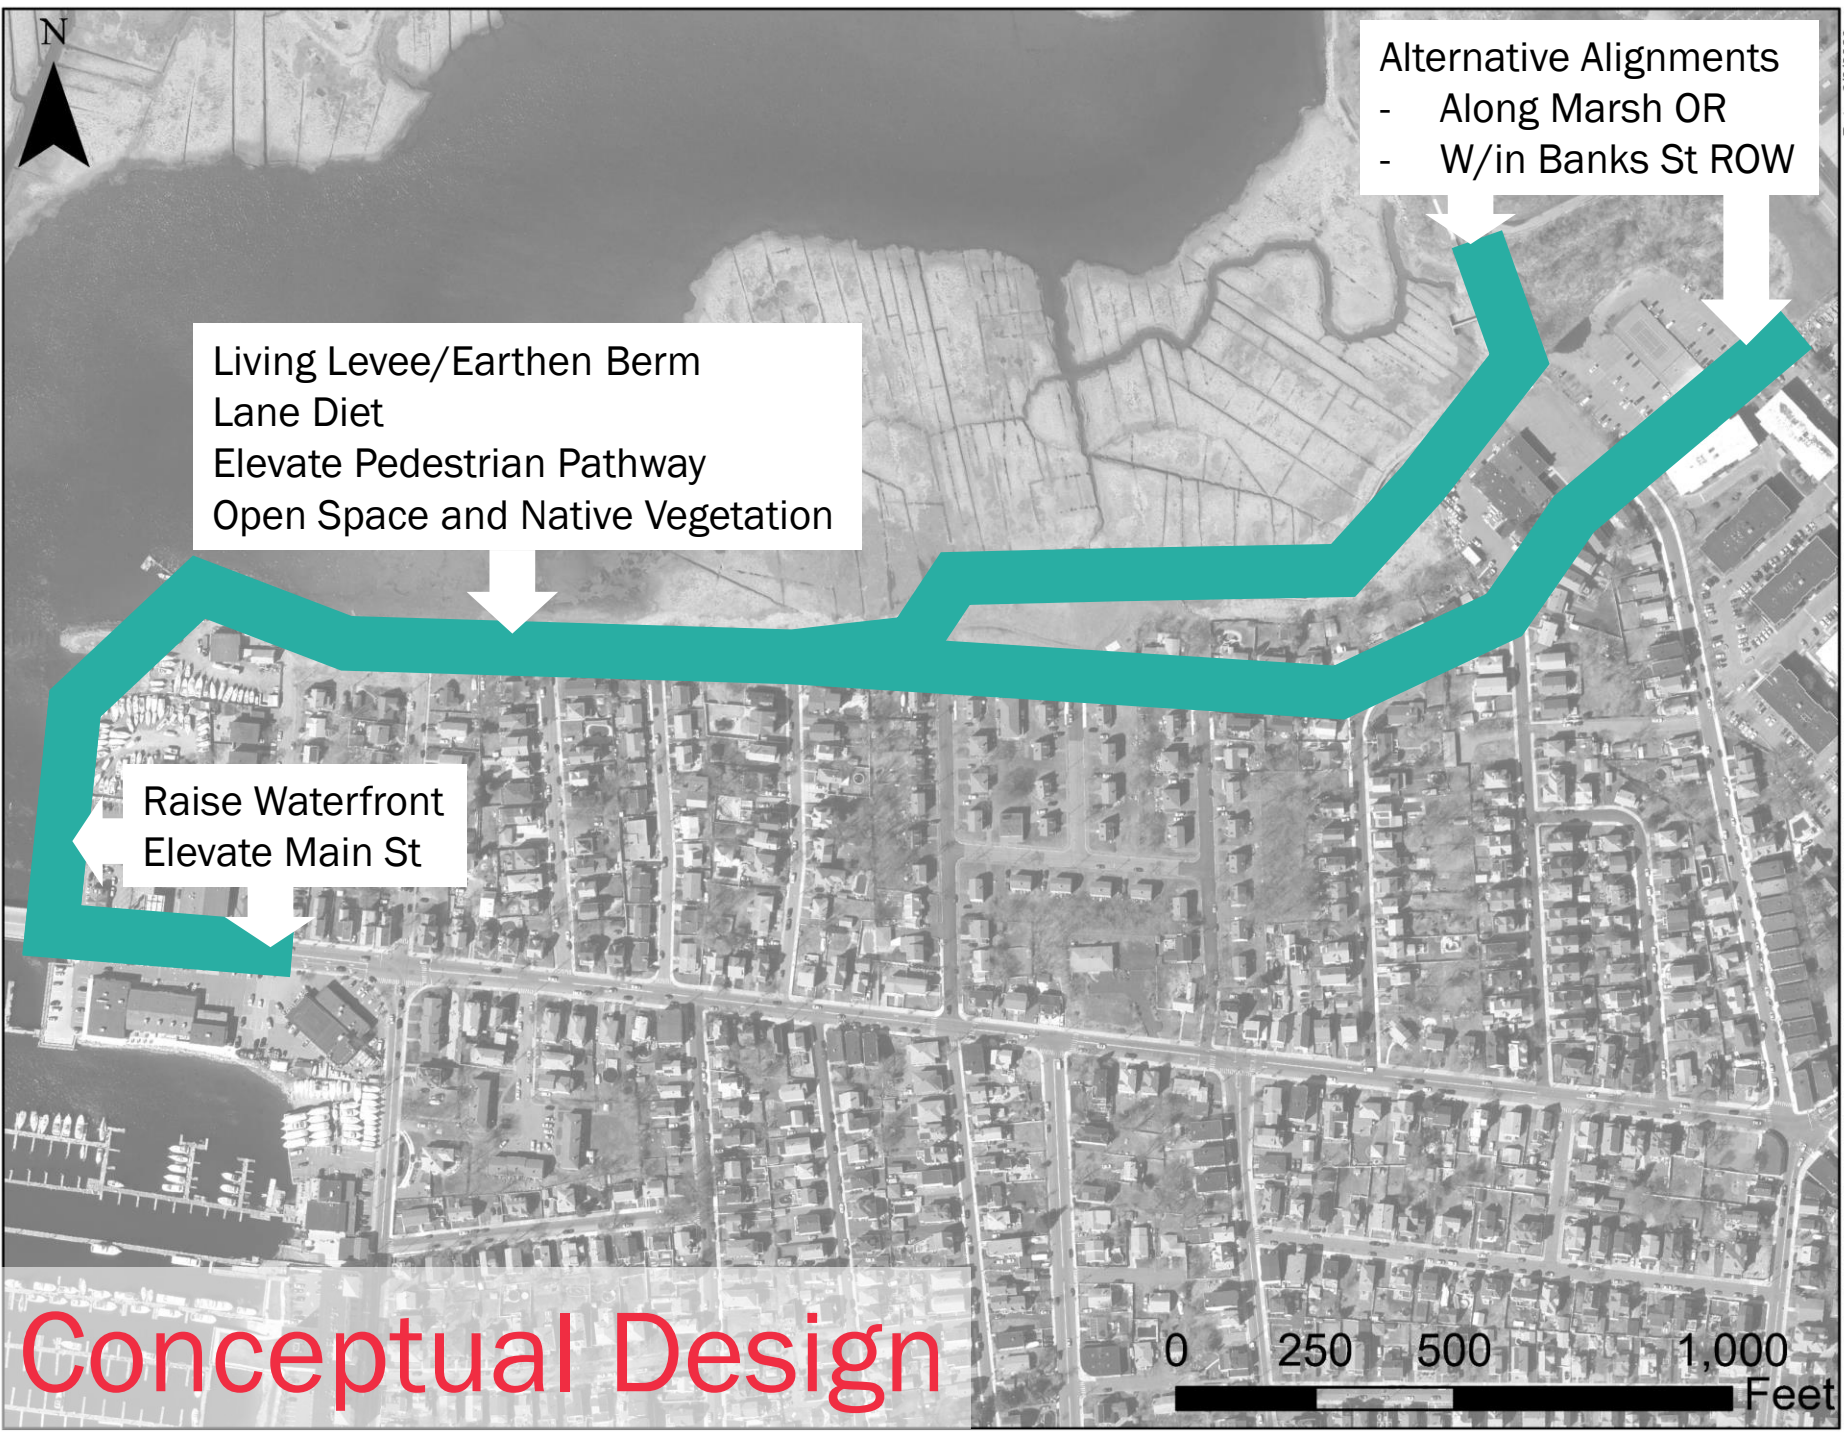 N
Alternative Alignments
- Along Marsh OR
- W/in Banks St ROW
Living Levee/Earthen Berm
Lane Diet
Elevate Pedestrian Pathway
Open Space and Native Vegetation
Raise Waterfront
Elevate Main St
Conceptual Design
0 250 500 1,000
Feet